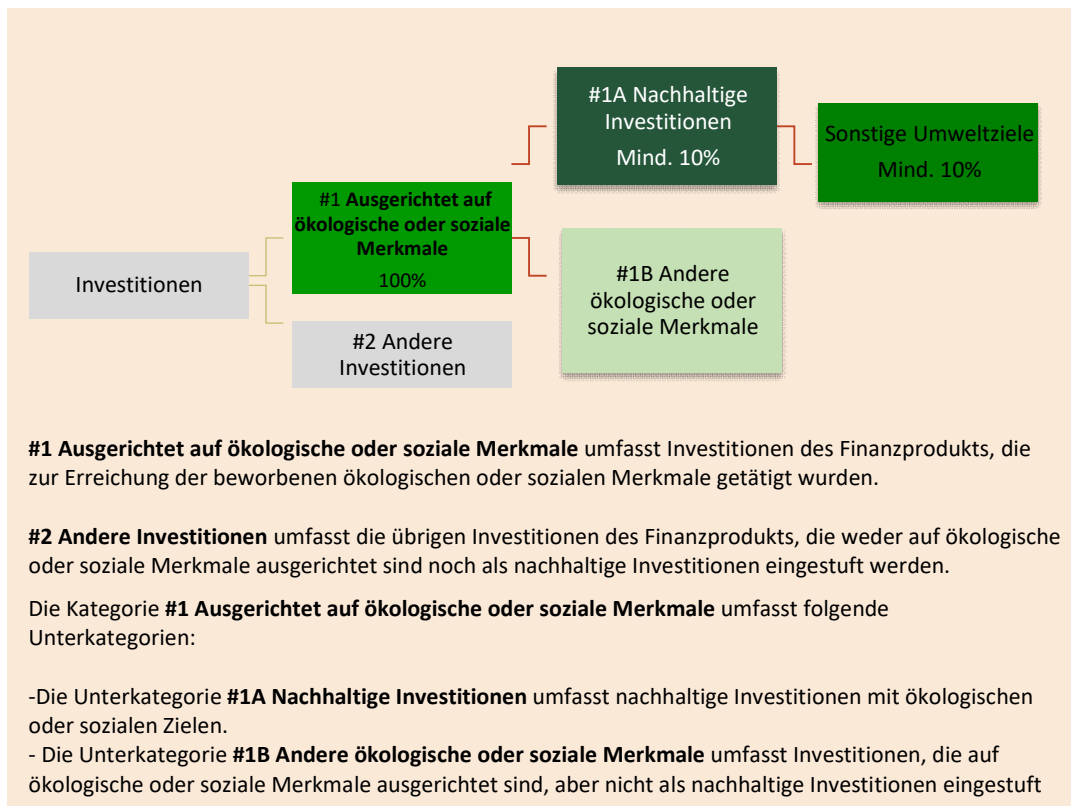 #1A Nachhaltige
Investitionen
Mind. 10%
Sonstige Umweltziele
Mind. 10%
#1 Ausgerichtet auf
ökologische oder soziale
Merkmale
100%
Investitionen
#1B Andere
ökologische oder
soziale Merkmale
#2 Andere
Investitionen
#1 Ausgerichtet auf ökologische oder soziale Merkmale umfasst Investitionen des Finanzprodukts, die
zur Erreichung der beworbenen ökologischen oder sozialen Merkmale getätigt wurden.
#2 Andere Investitionen umfasst die übrigen Investitionen des Finanzprodukts, die weder auf ökologische
oder soziale Merkmale ausgerichtet sind noch als nachhaltige Investitionen eingestuft werden.
Die Kategorie #1 Ausgerichtet auf ökologische oder soziale Merkmale umfasst folgende
Unterkategorien:
-Die Unterkategorie #1A Nachhaltige Investitionen umfasst nachhaltige Investitionen mit ökologischen
oder sozialen Zielen.
- Die Unterkategorie #1B Andere ökologische oder soziale Merkmale umfasst Investitionen, die auf
ökologische oder soziale Merkmale ausgerichtet sind, aber nicht als nachhaltige Investitionen eingestuft